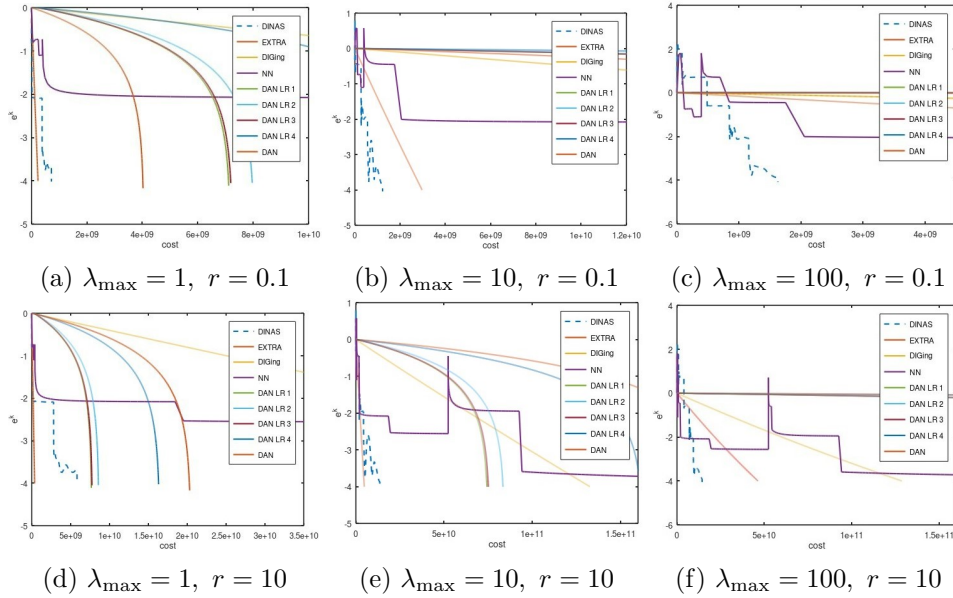 0
-1
-2
-3
-4
-5
e^k
0
2e+09
4e+09
6e+09
8e+09
1e+10
cost
DINAS
EXTRA
DIGing
NN
DAN LR 1
DAN LR 2
DAN LR 3
DAN LR 4
DAN
(a) λmax = 1, r = 0.1
1
0
-1
-2
-3
-4
-5
e^k
0
2e+09
4e+09
6e+09
8e+09
1e+10
1.2e+10
cost
DINAS
EXTRA
DIGing
NN
DAN LR 1
DAN LR 2
DAN LR 3
DAN LR 4
DAN
(b) λmax = 10, r = 0.1
4
2
0
-2
-4
-6
e^k
0
1e+09
2e+09
3e+09
4e+09
cost
DINAS
EXTRA
DIGing
NN
DAN LR 1
DAN LR 2
DAN LR 3
DAN LR 4
DAN
(c) λmax = 100, r = 0.1
0
-1
-2
-3
-4
-5
e^k
0
5e+09
1e+10
1.5e+10
2e+10
2.5e+10
3e+10
3.5e+10
cost
DINAS
EXTRA
DIGing
NN
DAN LR 1
DAN LR 2
DAN LR 3
DAN LR 4
DAN
(d) λmax = 1, r = 10
1
0
-1
-2
-3
-4
-5
e^k
0
5e+10
1e+11
1.5e+11
cost
DINAS
EXTRA
DIGing
NN
DAN LR 1
DAN LR 2
DAN LR 3
DAN LR 4
DAN
(e) λmax = 10, r = 10
4
2
0
-2
-4
-6
e^k
0
5e+10
1e+11
1.5e+11
cost
DINAS
EXTRA
DIGing
NN
DAN LR 1
DAN LR 2
DAN LR 3
DAN LR 4
DAN
(f) λmax = 100, r = 10